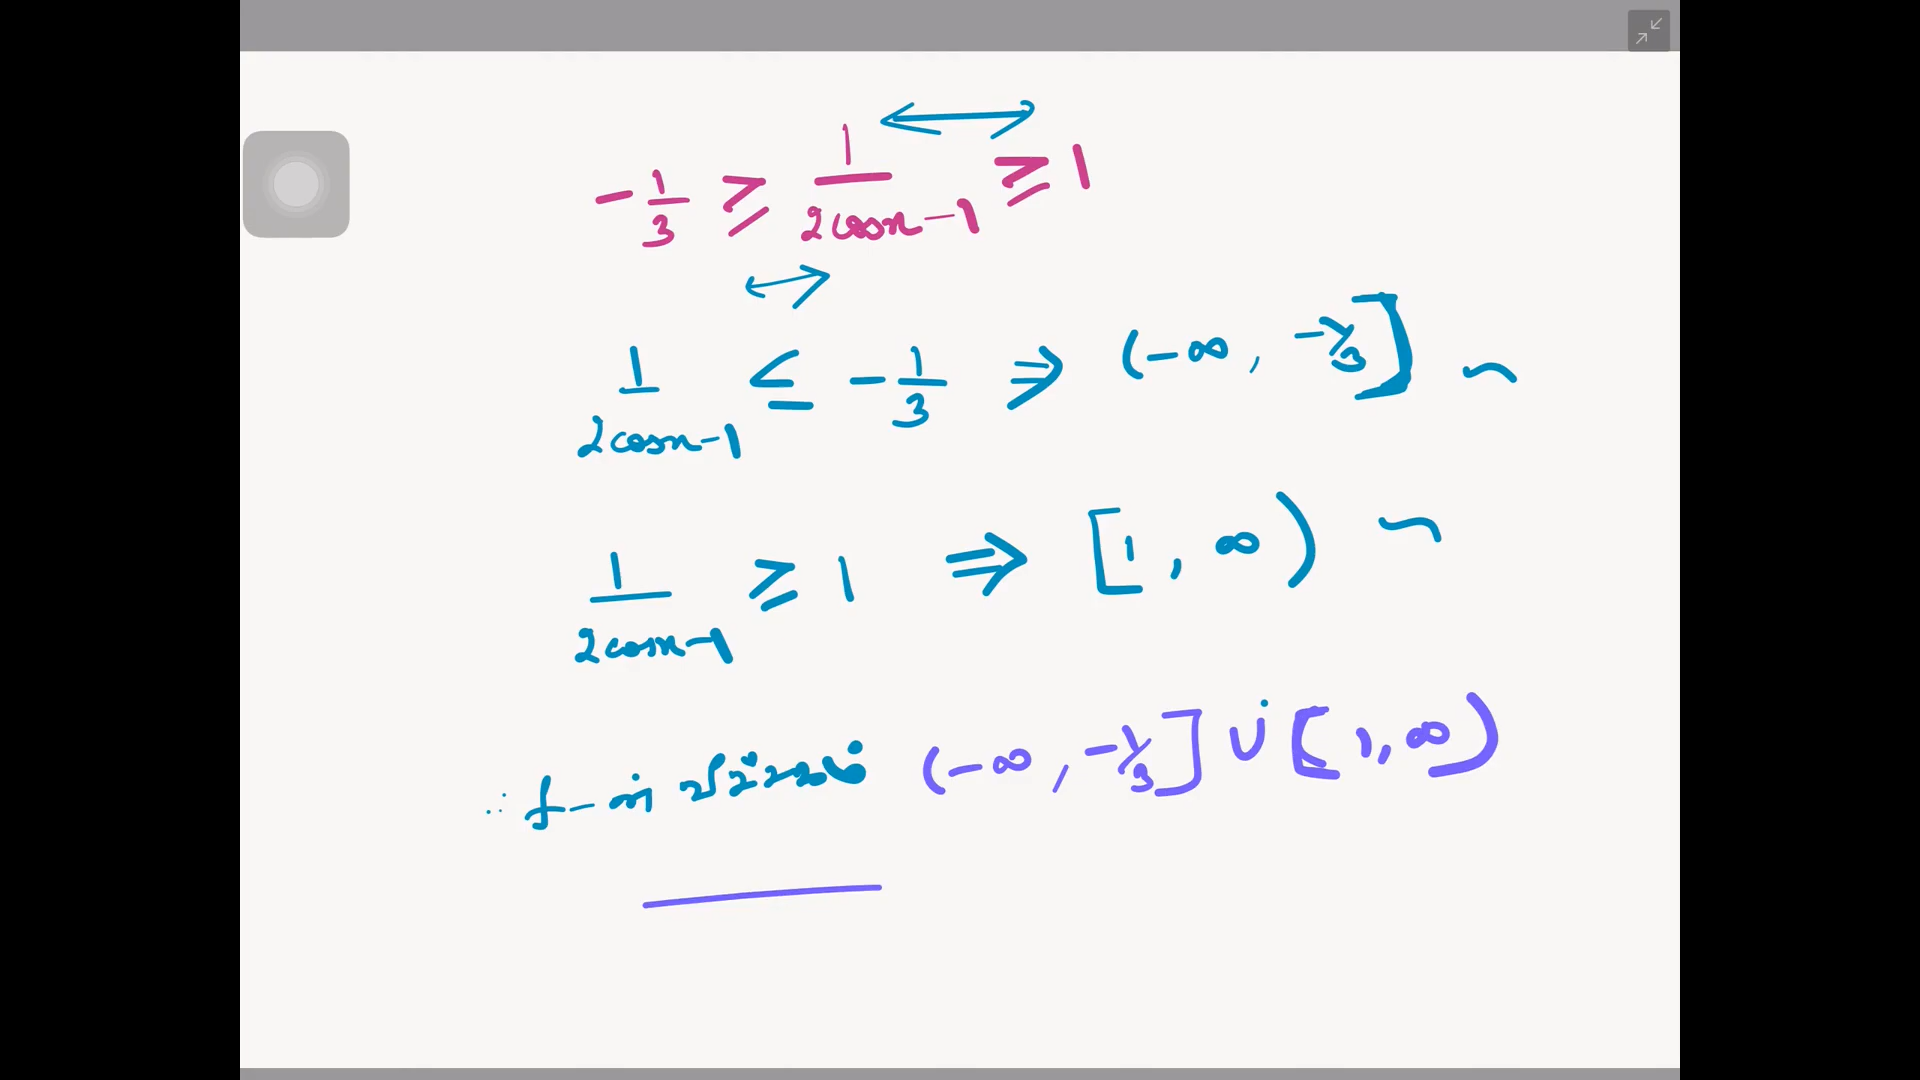 -1/3 ≥ 1/(2cosx-1) ≥ 1
1/(2cosx-1) ≤ -1/3 ⇒ (-∞, -1/3]
1/(2cosx-1) ≥ 1 ⇒ [1, ∞)
∴ f-ன் வீச்சகம் (-∞, -1/3] ∪ [1, ∞)